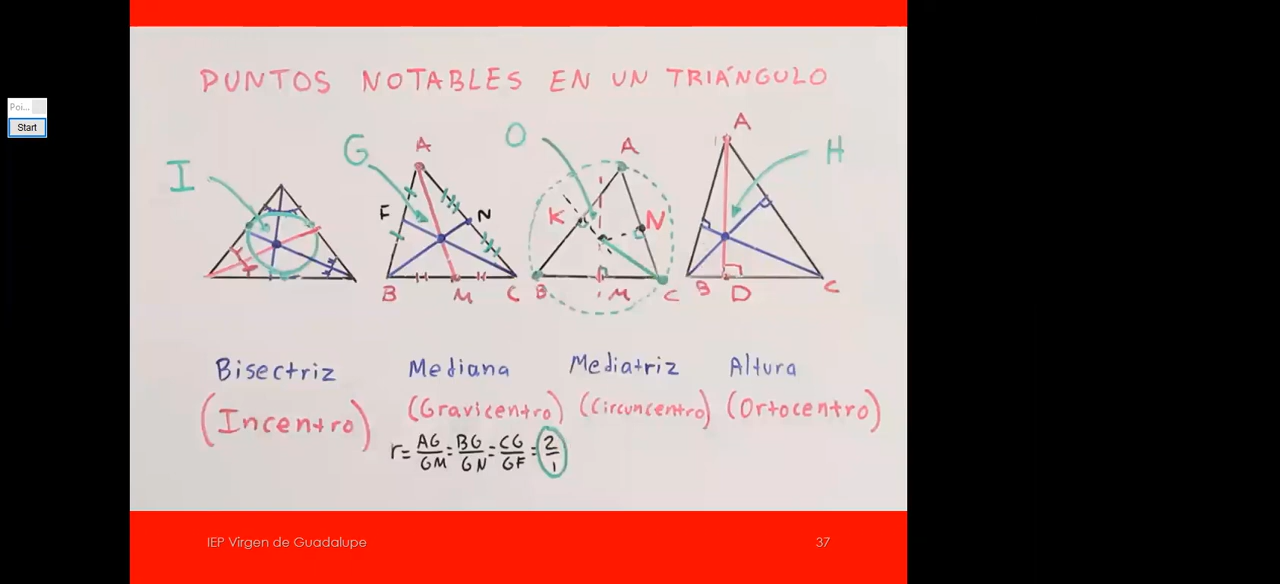 Poi...
Start
PUNTOS NOTABLES EN UN TRIÁNGULO
I
G
A
F
N
B
M
C
O
A
K
N
B
M
C
A
H
B
D
C
Bisectriz
(Incentro)
Mediana
(Gravicentro)
r= AG/GM = BG/GN = CG/GF = 2/1
Mediatriz
(Circuncentro)
Altura
(Ortocentro)
IEP Virgen de Guadalupe
37